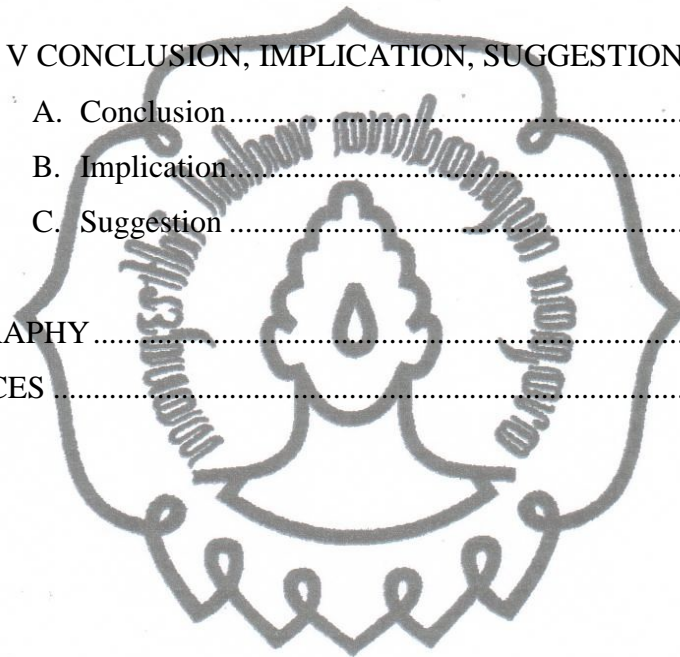 V CONCLUSION, IMPLICATION, SUGGESTION
A. Conclusion ..........................................................
B. Implication..........................................................
C. Suggestion ..........................................................
APHY ..........................................................................
CES ...............................................................................